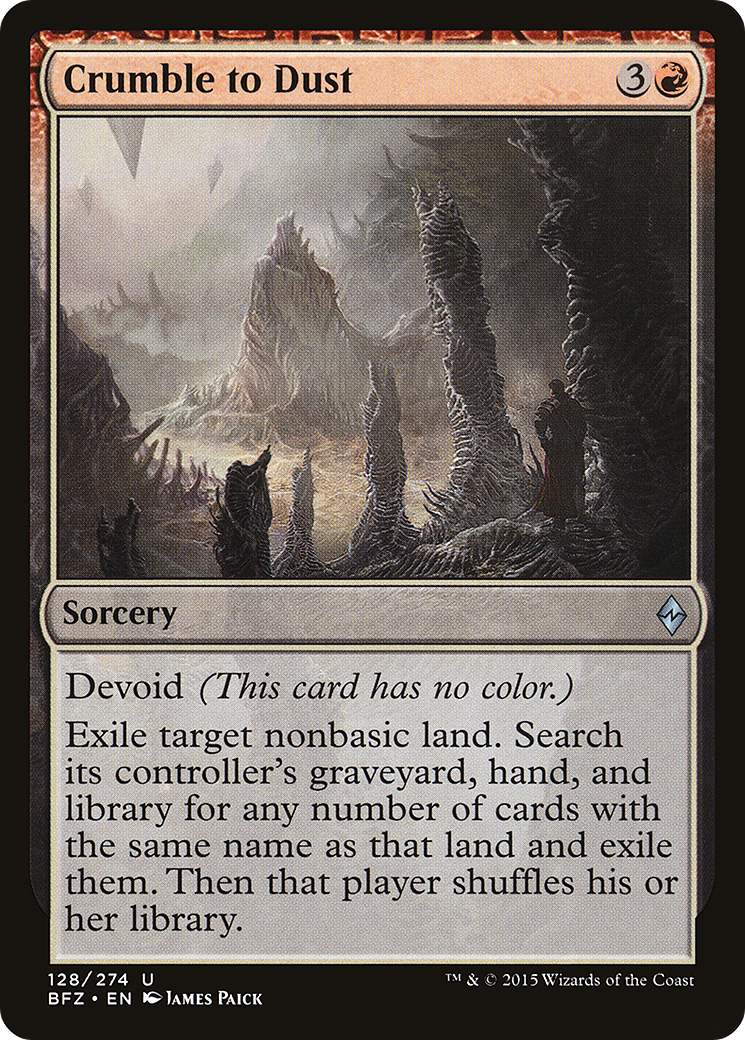 Crumble to Dust 3
Sorcery
Devoid (This card has no color.)
Exile target nonbasic land. Search
its controller's graveyard, hand, and
library for any number of cards with
the same name as that land and exile
them. Then that player shuffles his or
her library.
128/274 U
BFZ • EN James Paick
™ & © 2015 Wizards of the Coast